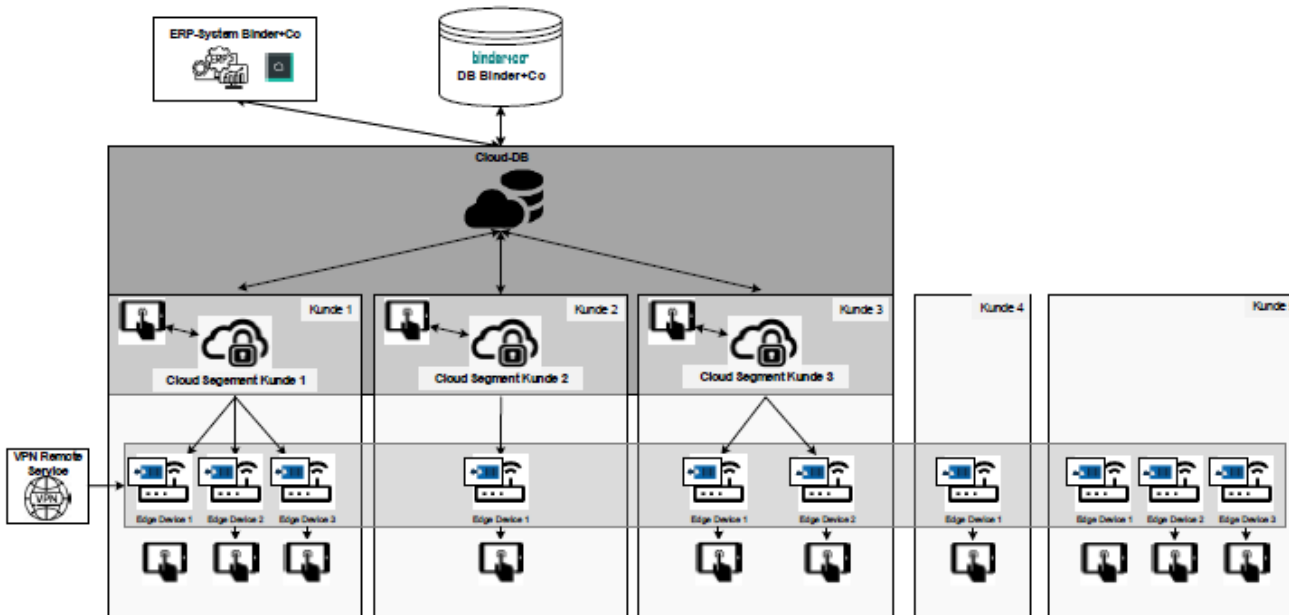 ERP-System Binder+Co
ERP
binder+co
DB Binder+Co
Cloud-DB
Kunde 1
Kunde 2
Kunde 3
Kunde 4
Kunde
Cloud Segement Kunde 1
Cloud Segment Kunde 2
Cloud Segment Kunde 3
VPN Remote
Service
VPN
Edge Device 1
Edge Device 2
Edge Device 3
Edge Device 1
Edge Device 1
Edge Device 2
Edge Device 1
Edge Device 1
Edge Device 2
Edge Device 3